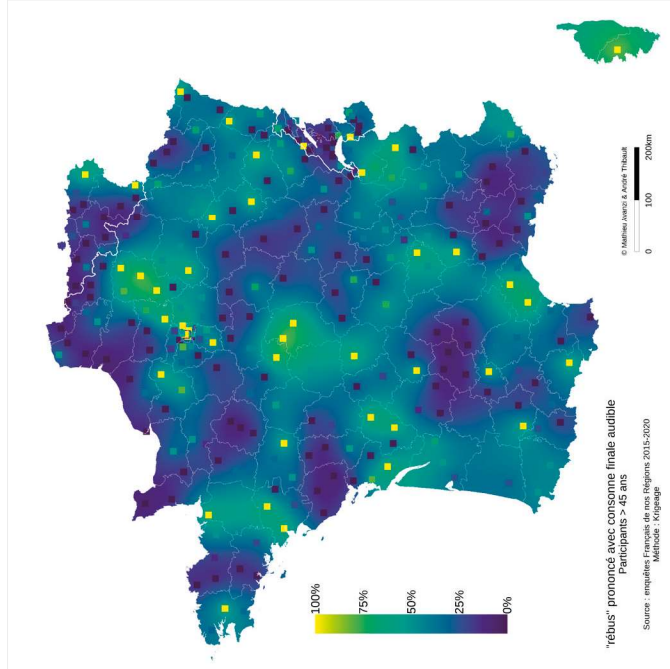 "rébus" prononcé avec consonne finale audible
Participants > 45 ans
Source : enquêtes Français de nos Régions 2015-2020
Méthode : Krigeage
100%
75%
50%
25%
0%
© Mathieu Avanzi & André Thibault
0 100 200km